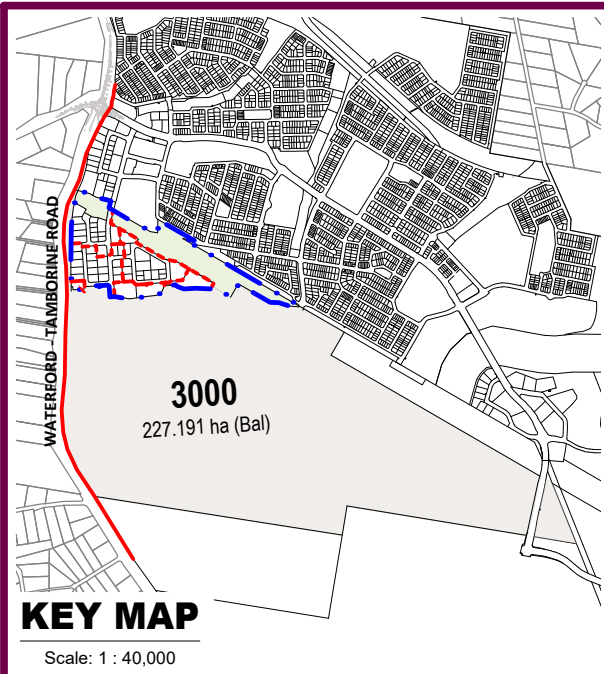 WATERFORD - TAMBORINE ROAD
3000
227.191 ha (Bal)
KEY MAP
Scale: 1 : 40,000